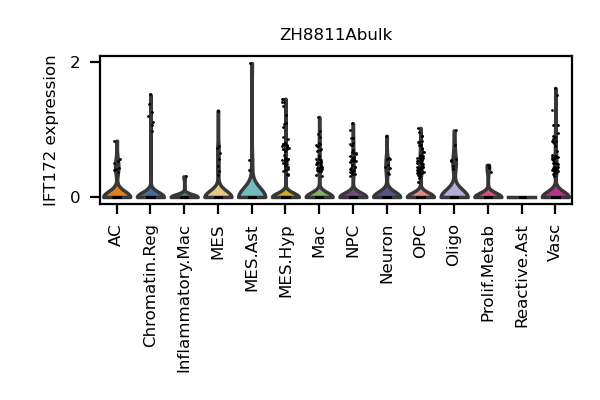 ZH8811Abulk
IFT172 expression
2
0
AC
Chromatin.Reg
Inflammatory.Mac
MES
MES.Ast
MES.Hyp
Mac
NPC
Neuron
OPC
Oligo
Prolif.Metab
Reactive.Ast
Vasc